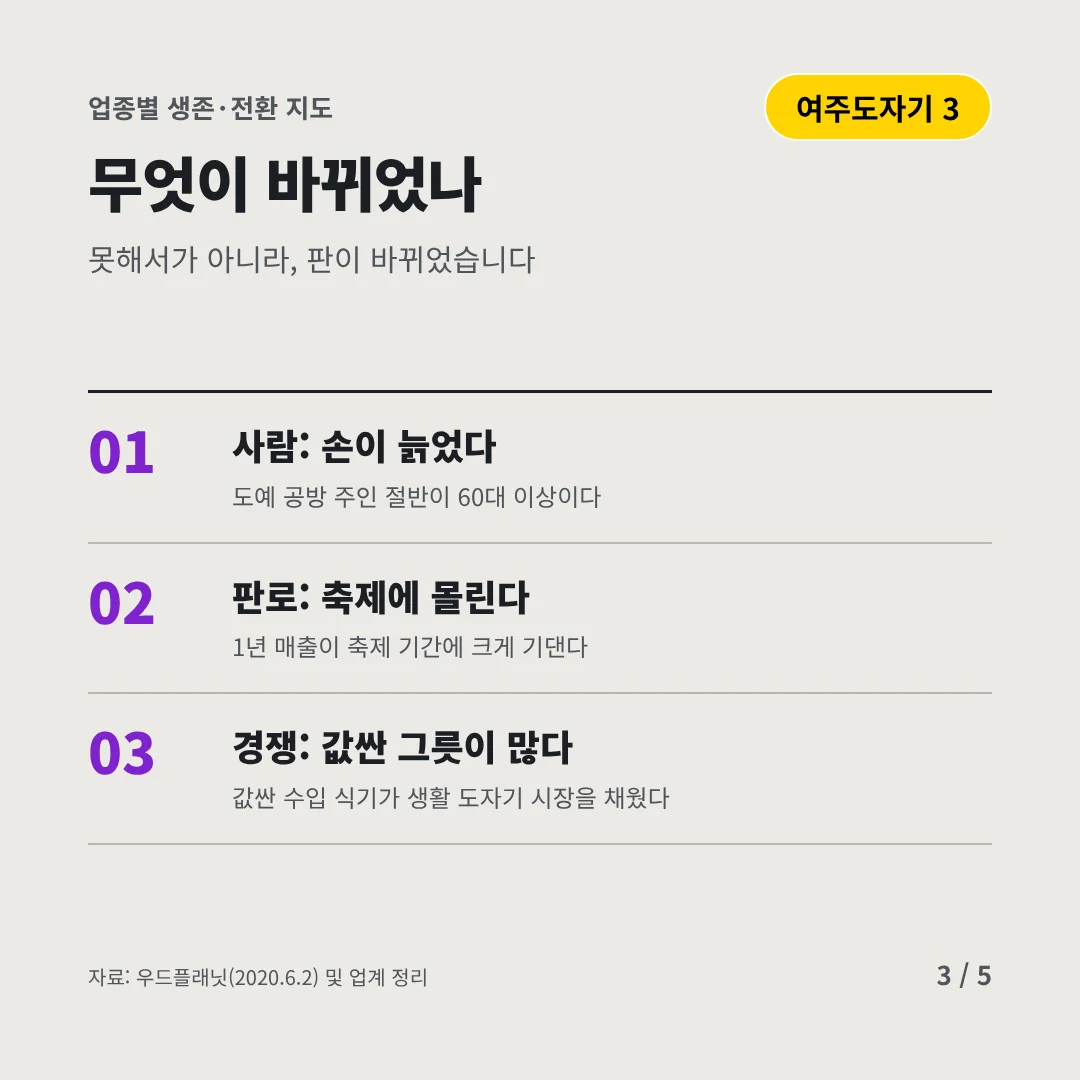 업종별 생존·전환 지도
여주도자기 3
무엇이 바뀌었나
못해서가 아니라, 판이 바뀌었습니다
01
사람: 손이 늙었다
도예 공방 주인 절반이 60대 이상이다
02
판로: 축제에 몰린다
1년 매출이 축제 기간에 크게 기댄다
03
경쟁: 값싼 그릇이 많다
값싼 수입 식기가 생활 도자기 시장을 채웠다
자료: 우드플래닛(2020.6.2) 및 업계 정리
3 / 5